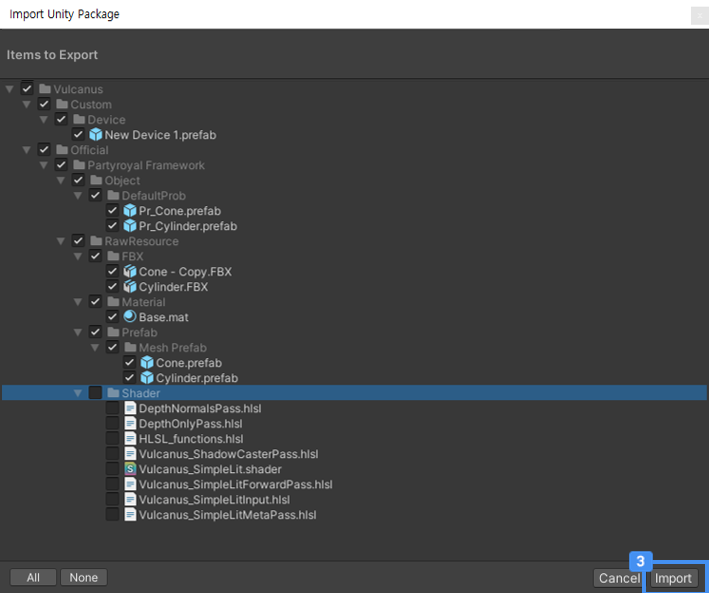 Import Unity Package
x
Items to Export
Vulcanus
Custom
Device
New Device 1.prefab
Official
Partyroyal Framework
Object
DefaultProb
Pr_Cone.prefab
Pr_Cylinder.prefab
RawResource
FBX
Cone - Copy.FBX
Cylinder.FBX
Material
Base.mat
Prefab
Mesh Prefab
Cone.prefab
Cylinder.prefab
Shader
DepthNormalsPass.hlsl
DepthOnlyPass.hlsl
HLSL_functions.hlsl
Vulcanus_ShadowCasterPass.hlsl
S Vulcanus_SimpleLit.shader
Vulcanus_SimpleLitForwardPass.hlsl
Vulcanus_SimpleLitInput.hlsl
Vulcanus_SimpleLitMetaPass.hlsl
3
All None Cancel Import